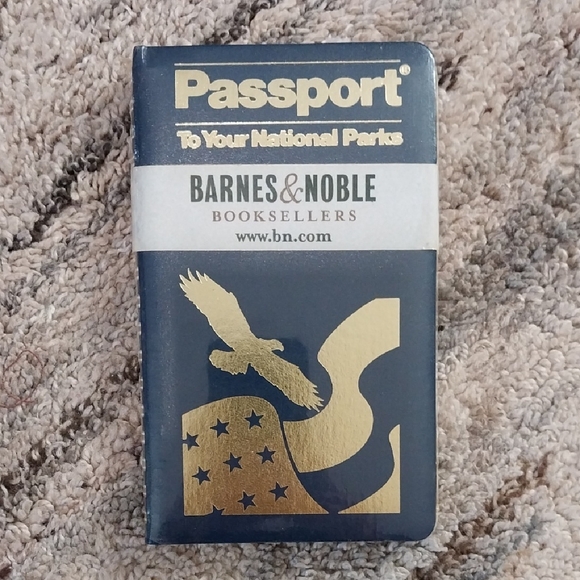 Passport®
To Your National Parks
BARNES&NOBLE
BOOKSELLERS
www.bn.com